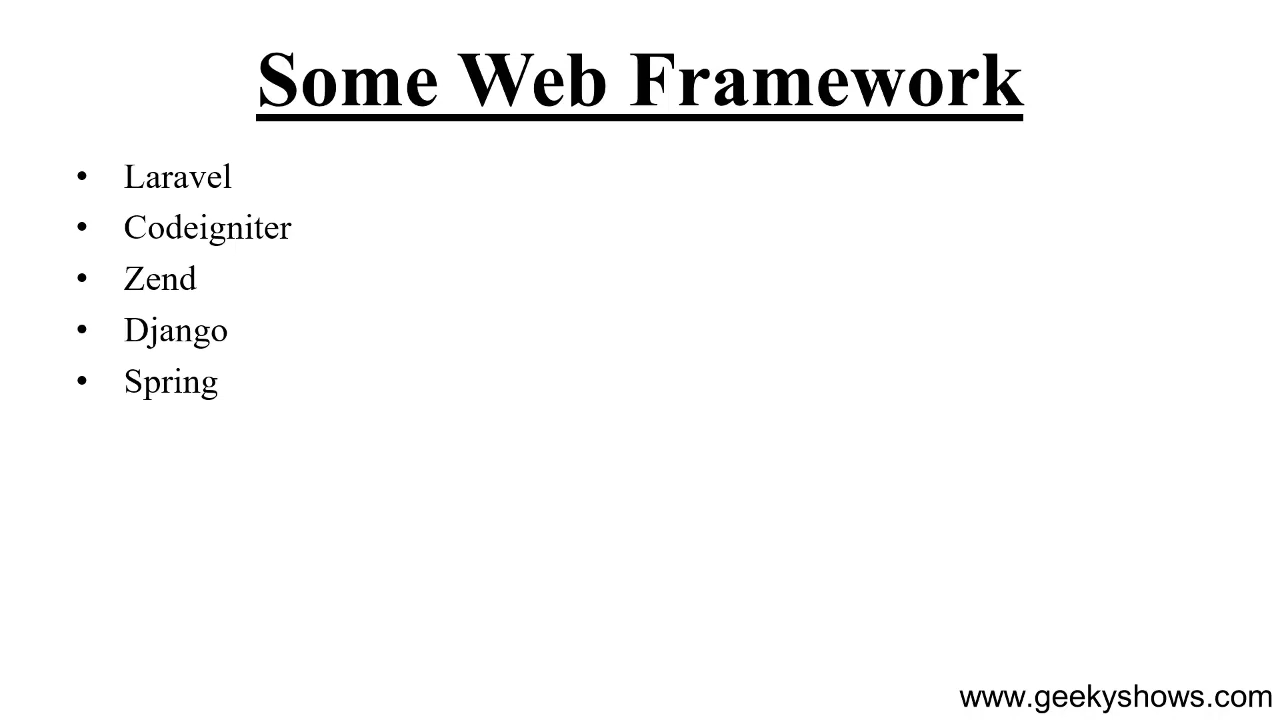 Some Web Framework
• Laravel
• Codeigniter
• Zend
• Django
• Spring
www.geekyshows.com